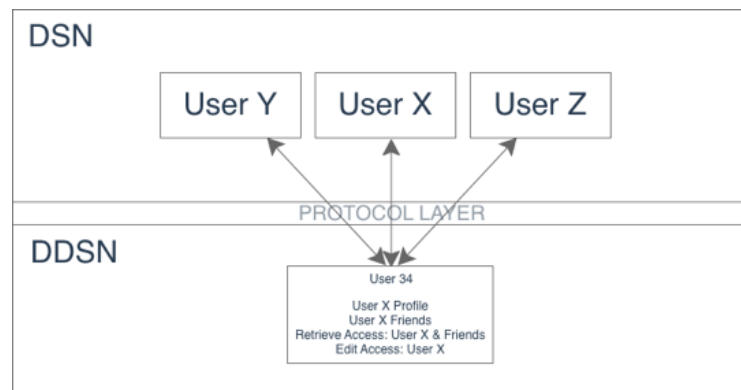 DSN
User Y
User X
User Z
PROTOCOL LAYER
DDSN
User 34
User X Profile
User X Friends
Retrieve Access: User X & Friends
Edit Access: User X